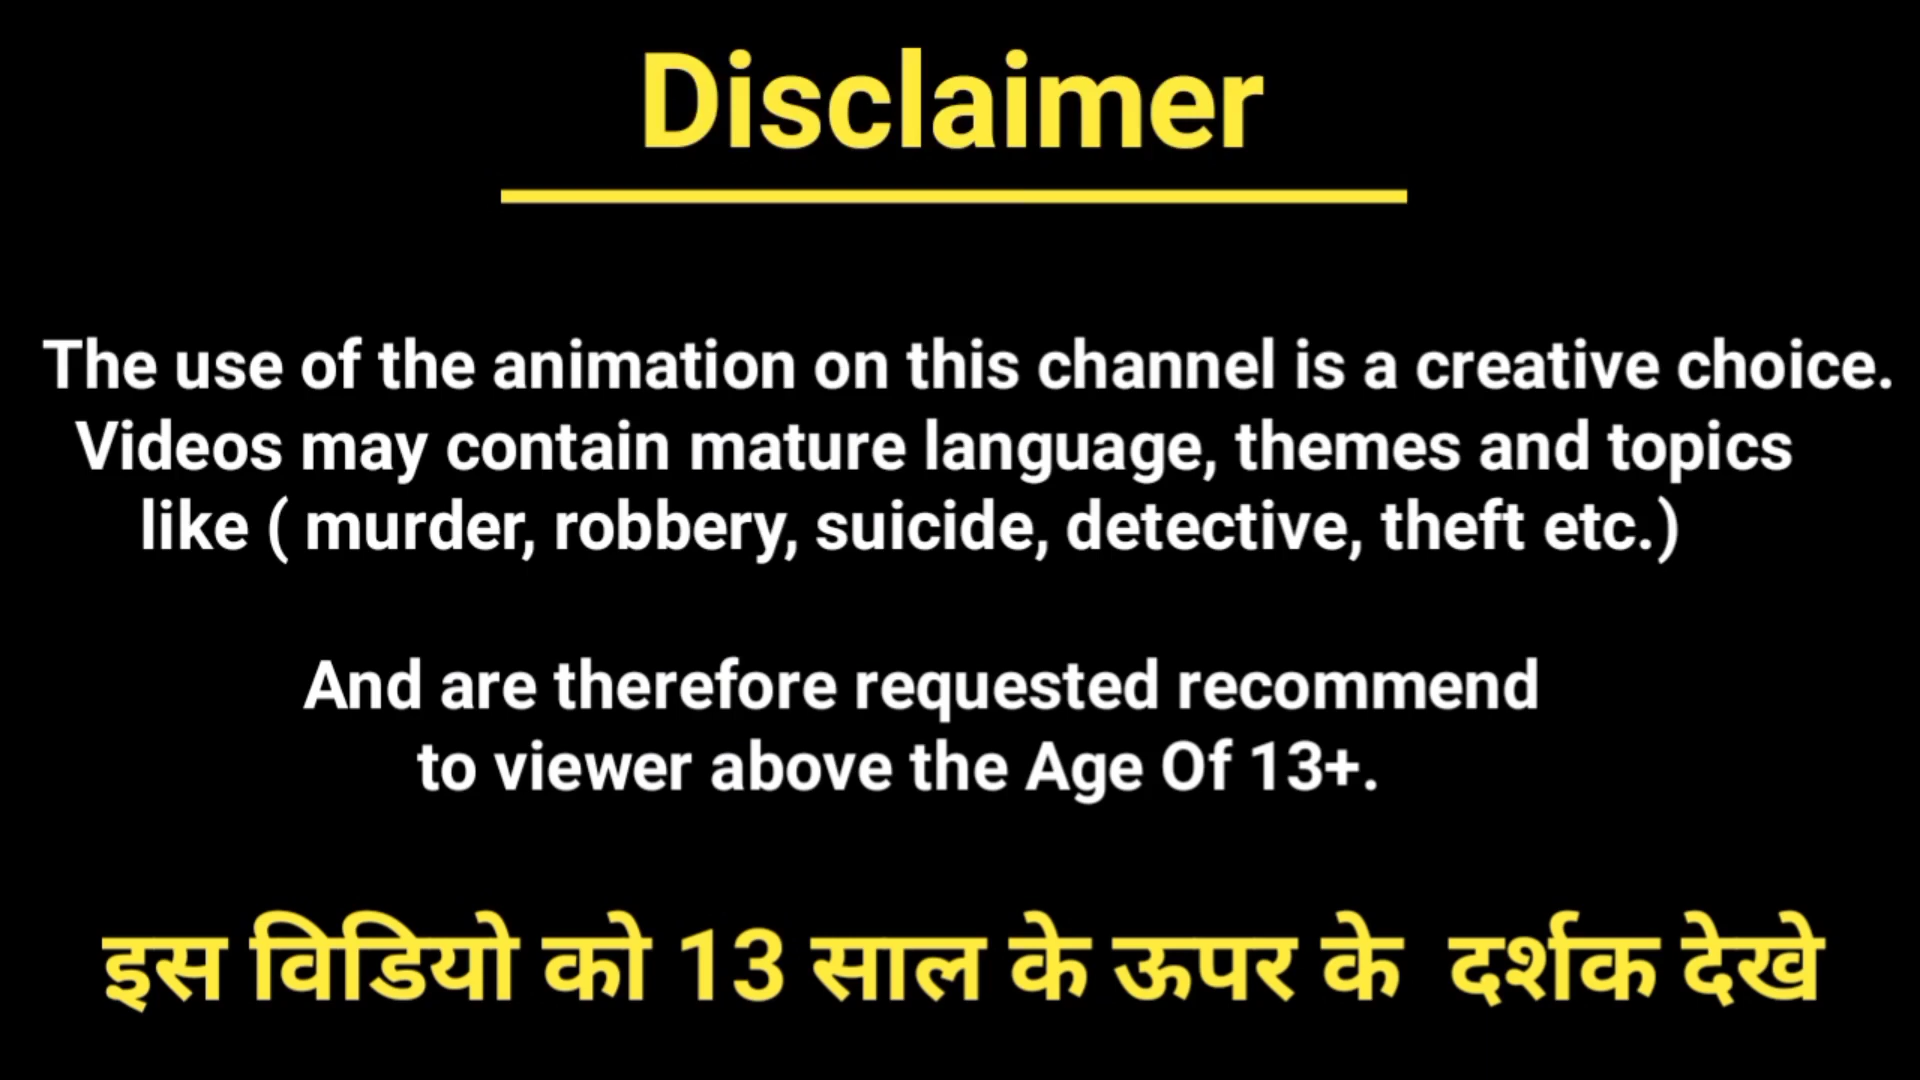 Disclaimer
The use of the animation on this channel is a creative choice.
Videos may contain mature language, themes and topics
like ( murder, robbery, suicide, detective, theft etc.)
And are therefore requested recommend
to viewer above the Age Of 13+.
इस विडियो को 13 साल के ऊपर के दर्शक देखे